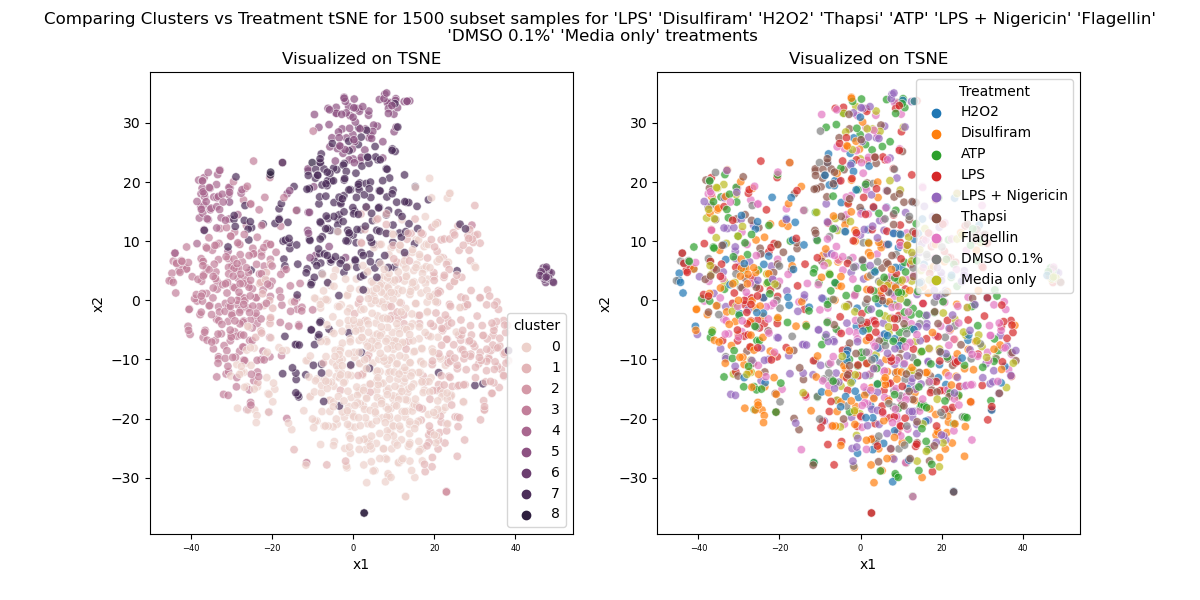 Comparing Clusters vs Treatment tSNE for 1500 subset samples for 'LPS' 'Disulfiram' 'H2O2' 'Thapsi' 'ATP' 'LPS + Nigericin' 'Flagellin'
'DMSO 0.1%' 'Media only' treatments
Visualized on TSNE
x2
30
20
10
0
−10
−20
−30
−40
−20
0
20
40
x1
cluster
0
1
2
3
4
5
6
7
8
Visualized on TSNE
x2
30
20
10
0
−10
−20
−30
−40
−20
0
20
40
x1
Treatment
H2O2
Disulfiram
ATP
LPS
LPS + Nigericin
Thapsi
Flagellin
DMSO 0.1%
Media only